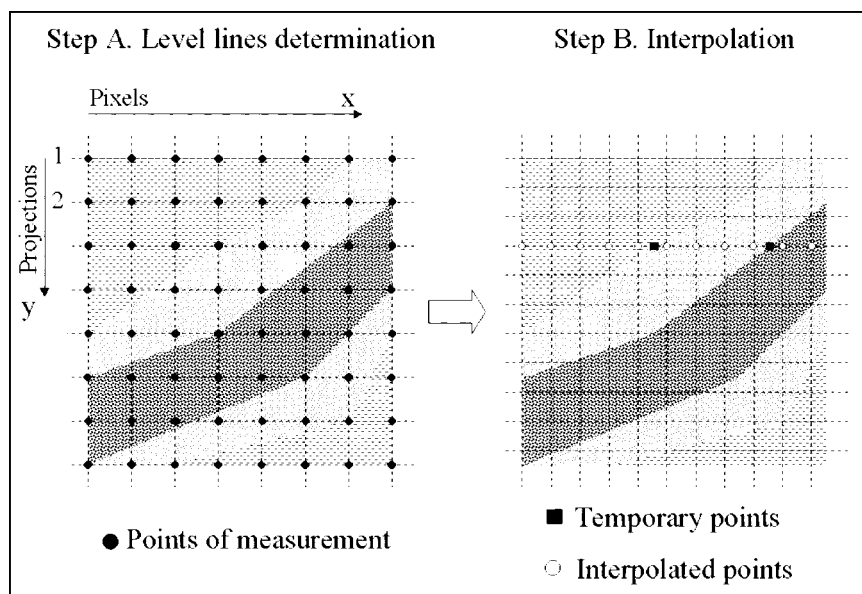 Step A. Level lines determination
Step B. Interpolation
Pixels
x
1
2
Projections
y
Points of measurement
Temporary points
Interpolated points